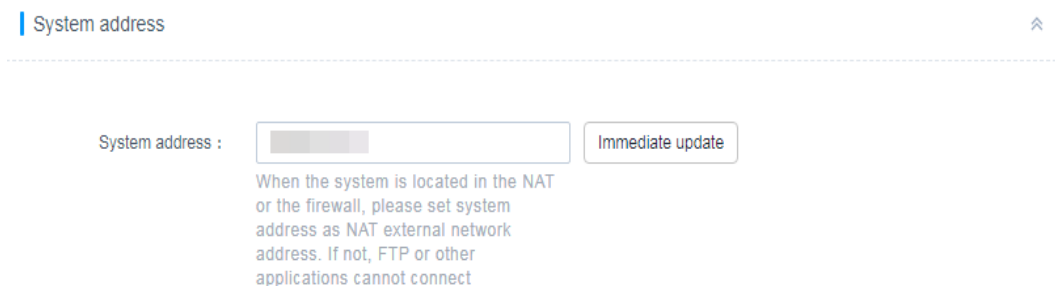 System address
System address :
Immediate update
When the system is located in the NAT
or the firewall, please set system
address as NAT external network
address. If not, FTP or other
applications cannot connect